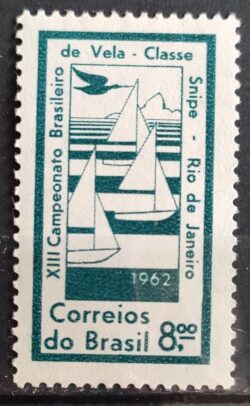 XIII Campeonato Brasileiro
de Vela - Classe
Snipe - Rio de Janeiro
1962
Correios
do Brasil 8,00